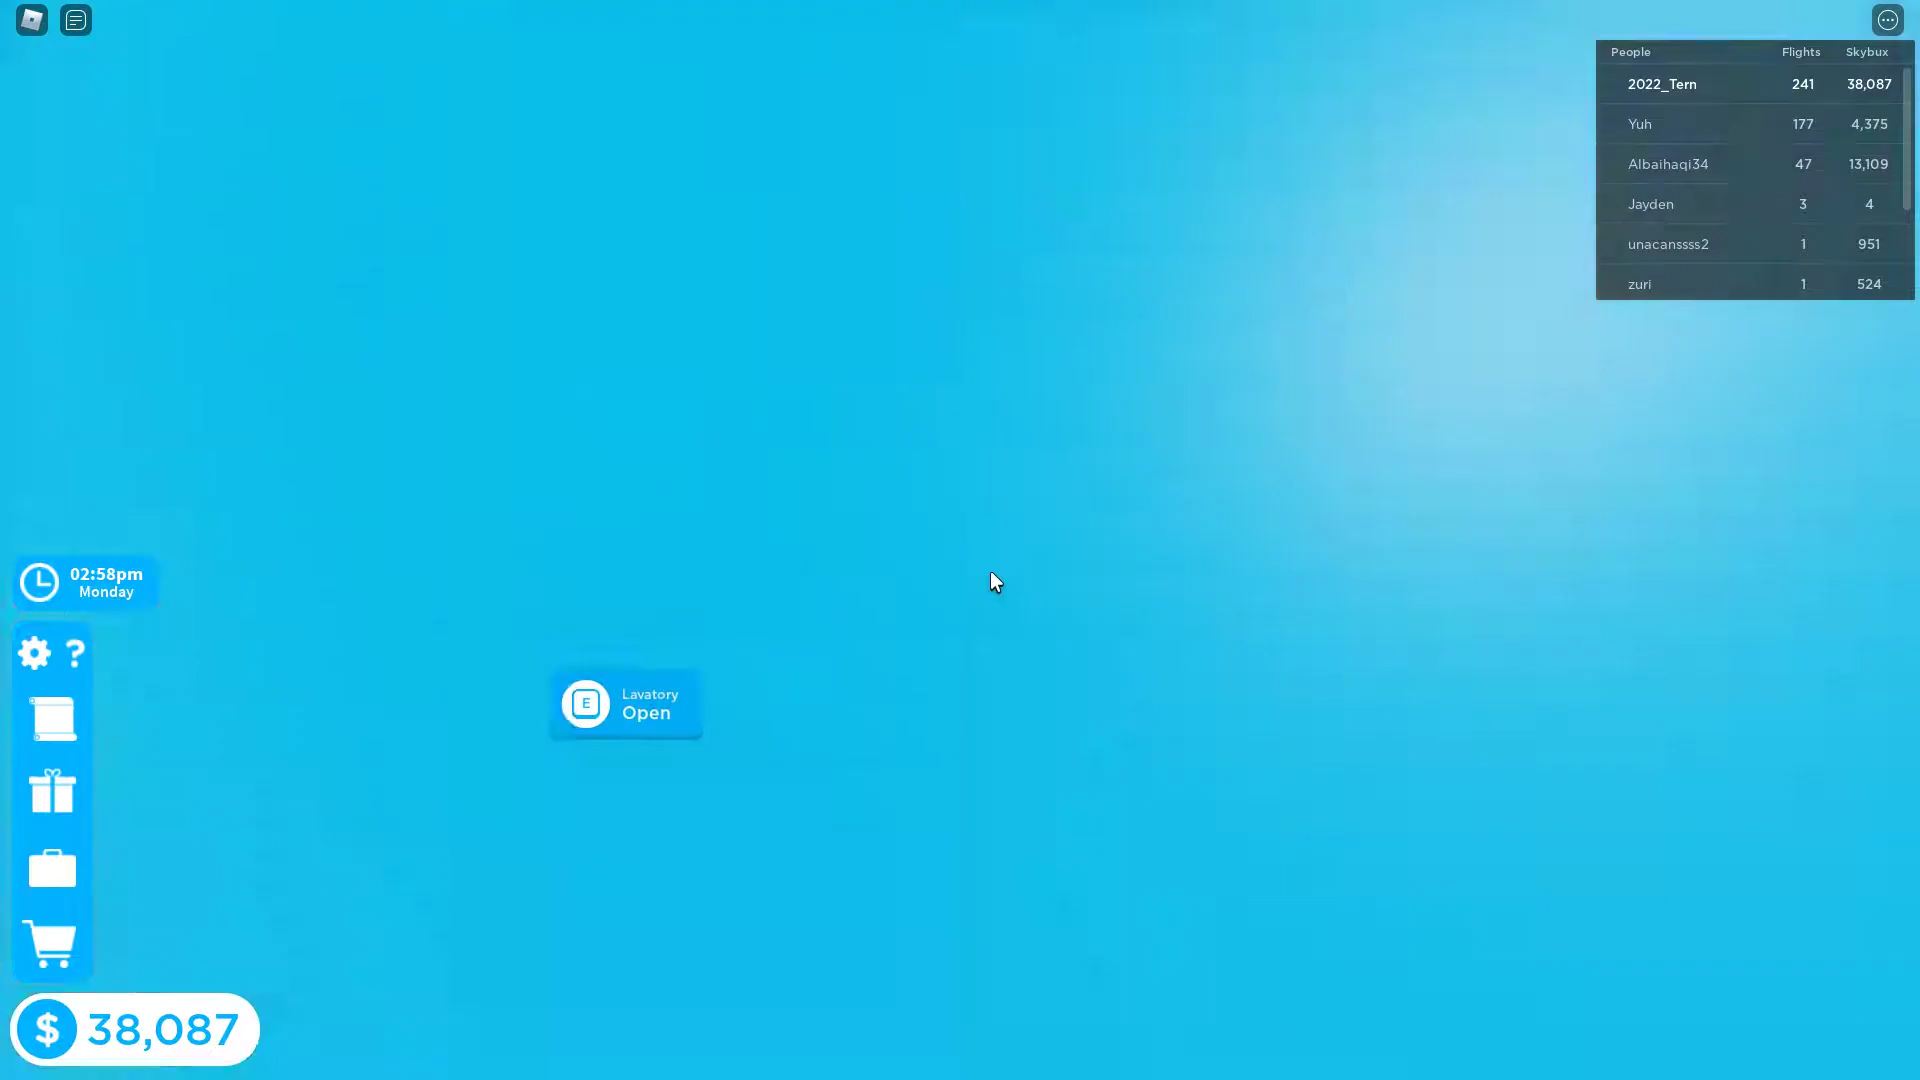 People Flights Skybux
2022_Tern 241 38,087
Yuh 177 4,375
Albaihaqi34 47 13,109
Jayden 3 4
unacanssss2 1 951
zuri 1 524
02:58pm
Monday
?
E
Lavatory
Open
$ 38,087